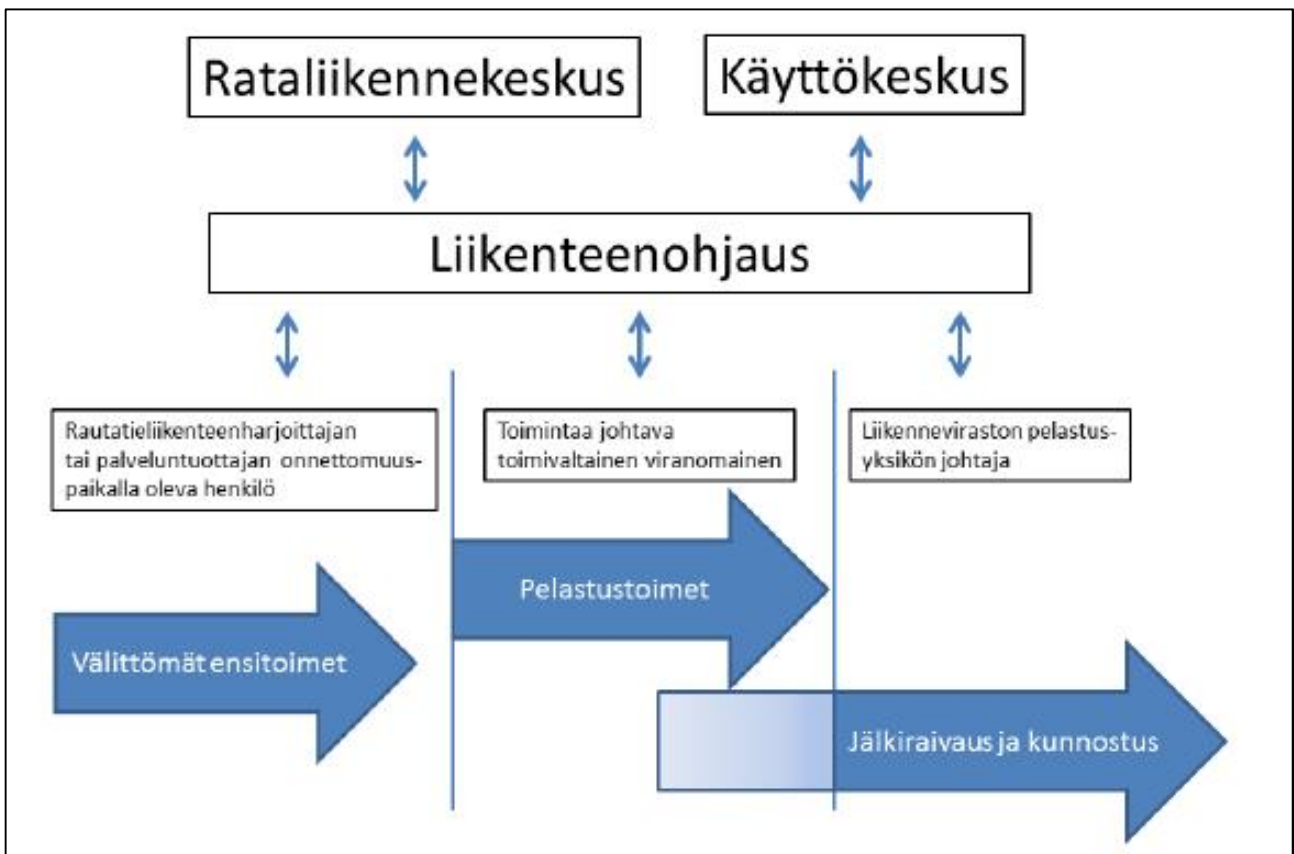 Rataliikennekeskus
Käyttökeskus
Liikenteenohjaus
Rautatieliikenteenharjoittajan
tai palveluntuottajan onnettomuus-
paikalla oleva henkilö
Toimintaa johtava
toimivaltainen viranomainen
Liikenneviraston pelastus-
yksikön johtaja
Pelastustoimet
Välittömät ensitoimet
Jälkiraivaus ja kunnostus